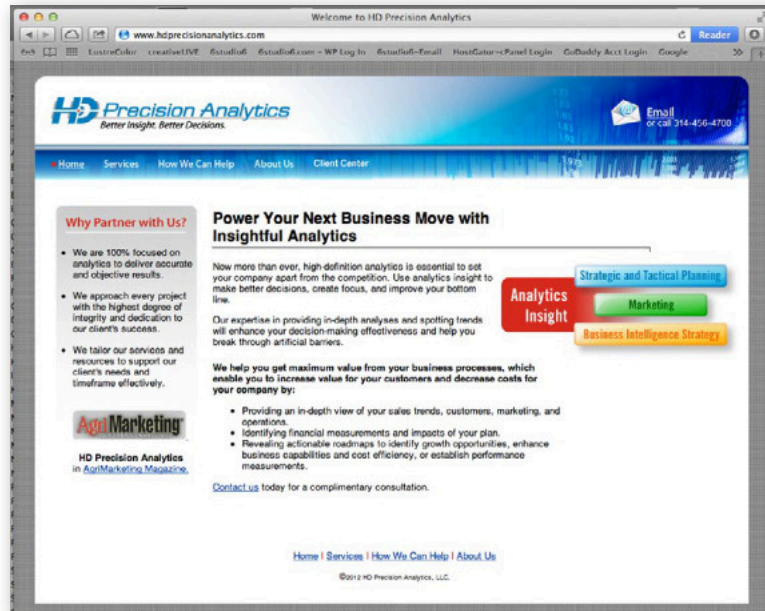 Welcome to HD Precision Analytics
www.hdprecisionanalytics.com
Reader
LustreColor creativeLIVE 6studio6 6studio6.com – WP Log In 6studio6–Email HostGator–cPanel Login GoDaddy Acct Login Google
HD Precision Analytics
Better Insight. Better Decisions.
Email
or call 314-456-4700
Home Services How We Can Help About Us Client Center
Why Partner with Us?
• We are 100% focused on
analytics to deliver accurate
and objective results.
• We approach every project
with the highest degree of
integrity and dedication to
our client's success.
• We tailor our services and
resources to support our
client's needs and
timeframe effectively.
AgriMarketing
HD Precision Analytics
in AgriMarketing Magazine.
Power Your Next Business Move with
Insightful Analytics
Now more than ever, high-definition analytics is essential to set
your company apart from the competition. Use analytics insight to
make better decisions, create focus, and improve your bottom
line.
Our expertise in providing in-depth analyses and spotting trends
will enhance your decision-making effectiveness and help you
break through artificial barriers.
We help you get maximum value from your business processes, which
enable you to increase value for your customers and decrease costs for
your company by:
• Providing an in-depth view of your sales trends, customers, marketing, and
operations.
• Identifying financial measurements and impacts of your plan.
• Revealing actionable roadmaps to identify growth opportunities, enhance
business capabilities and cost efficiency, or establish performance
measurements.
Contact us today for a complimentary consultation.
Analytics
Insight
Strategic and Tactical Planning
Marketing
Business Intelligence Strategy
Home | Services | How We Can Help | About Us
©2012 HD Precision Analytics, LLC.